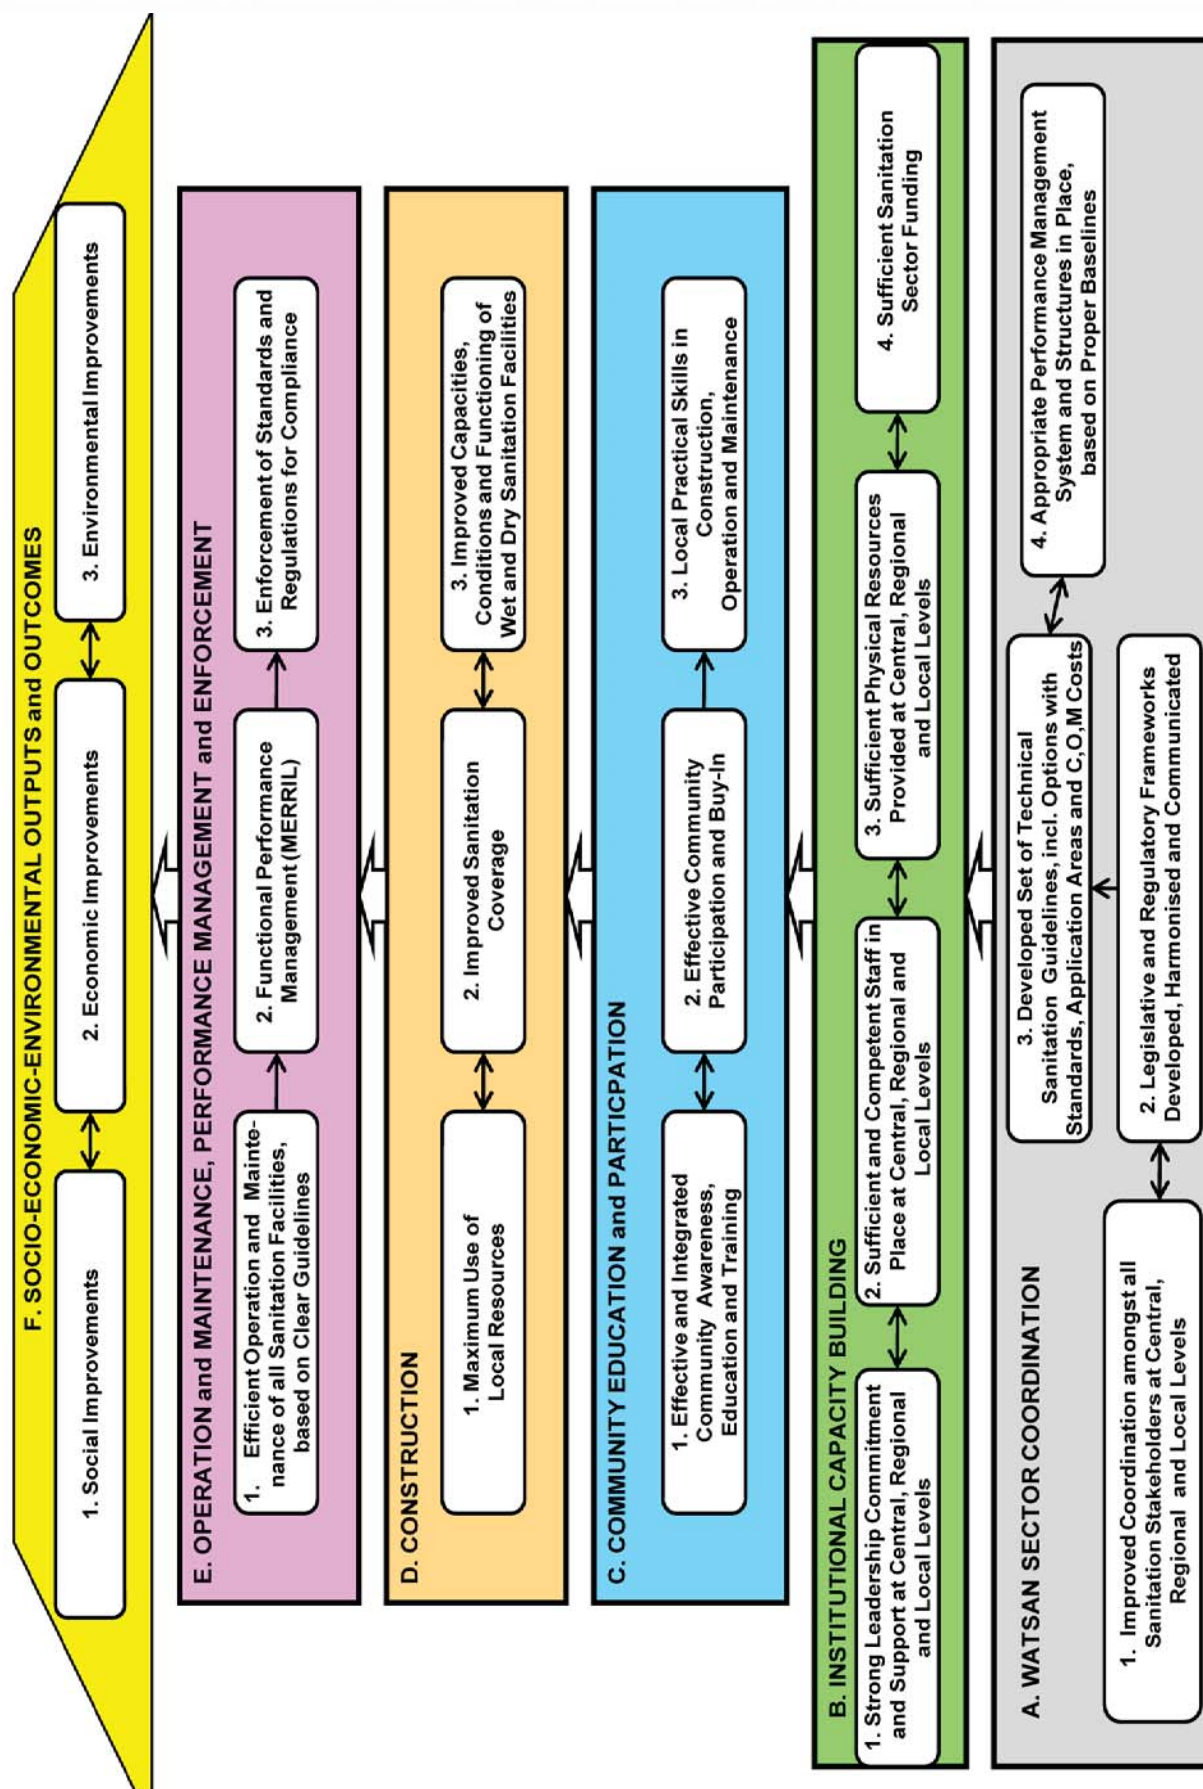 F. SOCIO-ECONOMIC-ENVIRONMENTAL OUTPUTS and OUTCOMES
1. Social Improvements
2. Economic Improvements
3. Environmental Improvements
E. OPERATION and MAINTENANCE, PERFORMANCE MANAGEMENT and ENFORCEMENT
1. Efficient Operation and Mainte-
nance of all Sanitation Facilities,
based on Clear Guidelines
2. Functional Performance
Management (MERRIL)
3. Enforcement of Standards and
Regulations for Compliance
D. CONSTRUCTION
1. Maximum Use of
Local Resources
2. Improved Sanitation
Coverage
3. Improved Capacities,
Conditions and Functioning of
Wet and Dry Sanitation Facilities
C. COMMUNITY EDUCATION and PARTICPATION
1. Effective and Integrated
Community Awareness,
Education and Training
2. Effective Community
Participation and Buy-In
3. Local Practical Skills in
Construction,
Operation and Maintenance
B. INSTITUTIONAL CAPACITY BUILDING
1. Strong Leadership Commitment
and Support at Central, Regional
and Local Levels
2. Sufficient and Competent Staff in
Place at Central, Regional and
Local Levels
3. Sufficient Physical Resources
Provided at Central, Regional
and Local Levels
4. Sufficient Sanitation
Sector Funding
A. WATSAN SECTOR COORDINATION
1. Improved Coordination amongst all
Sanitation Stakeholders at Central,
Regional and Local Levels
2. Legislative and Regulatory Frameworks
Developed, Harmonised and Communicated
3. Developed Set of Technical
Sanitation Guidelines, incl. Options with
Standards, Application Areas and C,O,M Costs
4. Appropriate Performance Management
System and Structures in Place,
based on Proper Baselines